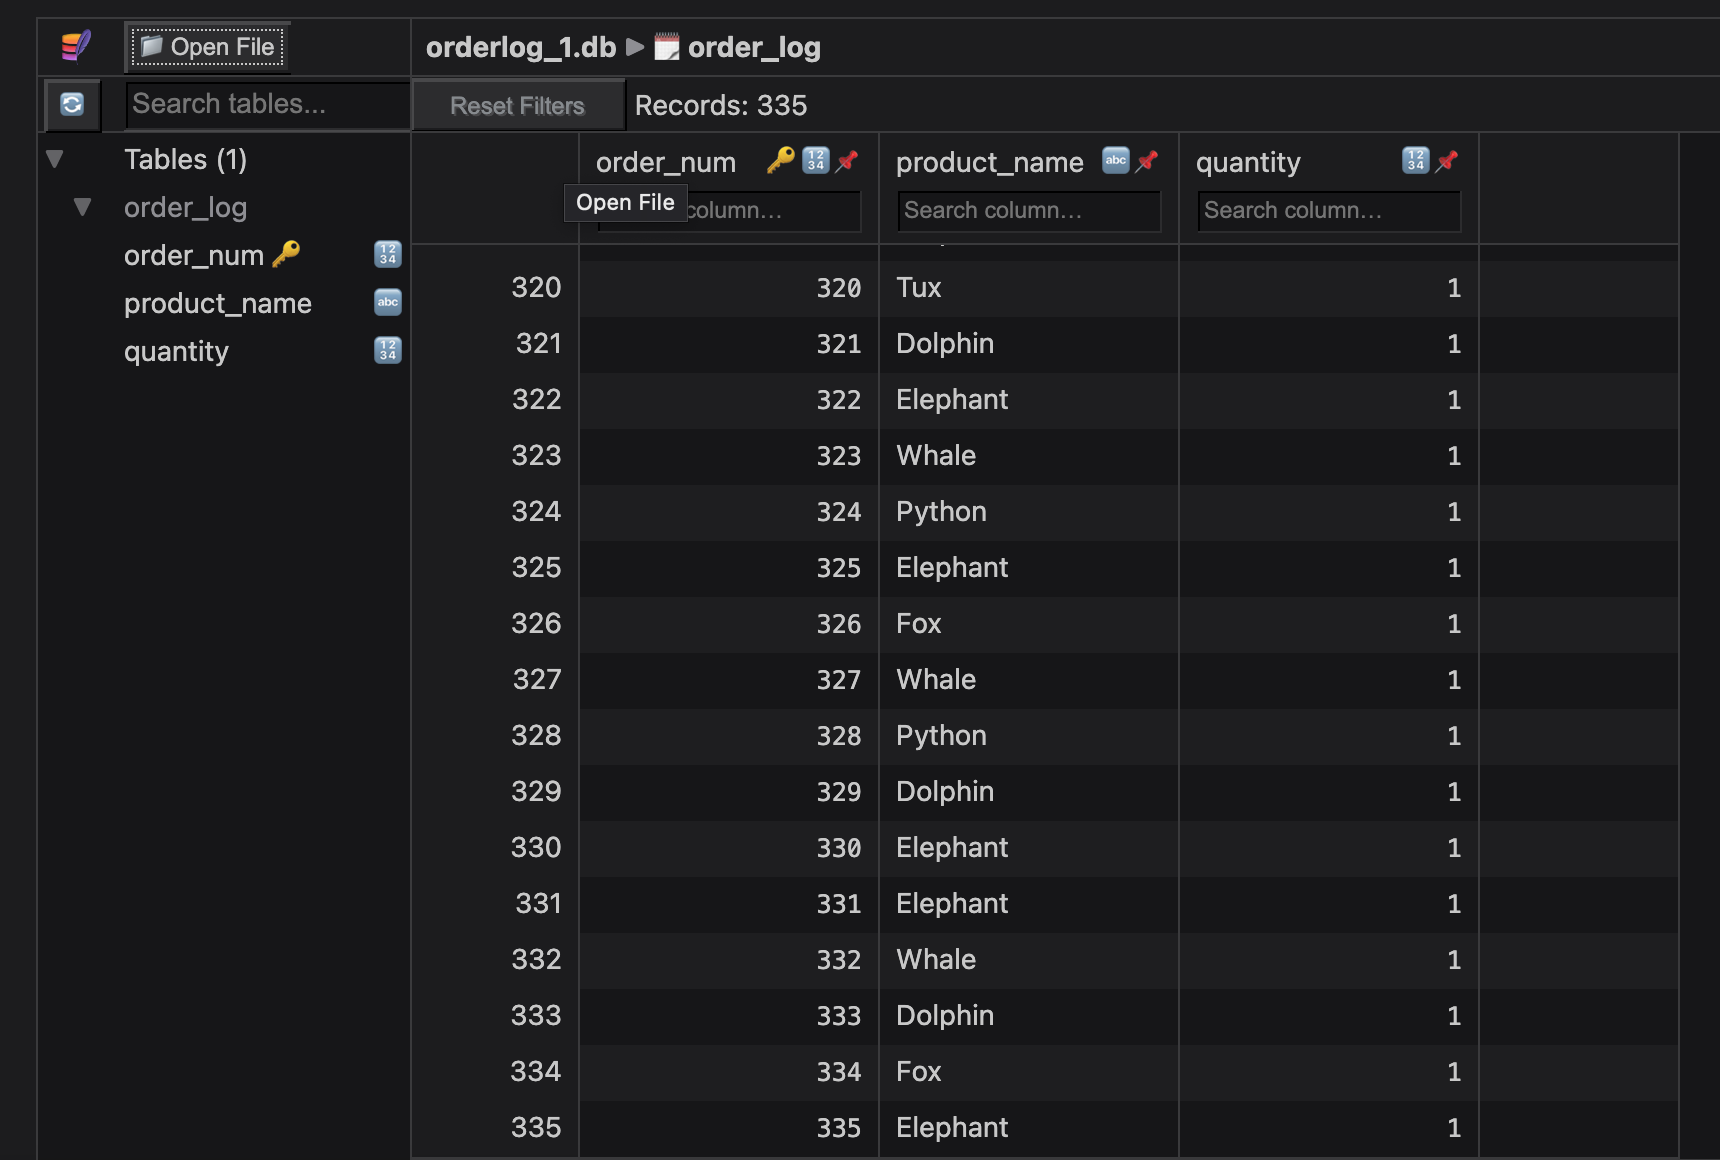 Open File
orderlog_1.db order_log
Search tables...
Reset Filters
Records: 335
Tables (1)
order_log
order_num
product_name
quantity
order_num product_name quantity
Open File
column... Search column... Search column...
320 320 Tux 1
321 321 Dolphin 1
322 322 Elephant 1
323 323 Whale 1
324 324 Python 1
325 325 Elephant 1
326 326 Fox 1
327 327 Whale 1
328 328 Python 1
329 329 Dolphin 1
330 330 Elephant 1
331 331 Elephant 1
332 332 Whale 1
333 333 Dolphin 1
334 334 Fox 1
335 335 Elephant 1